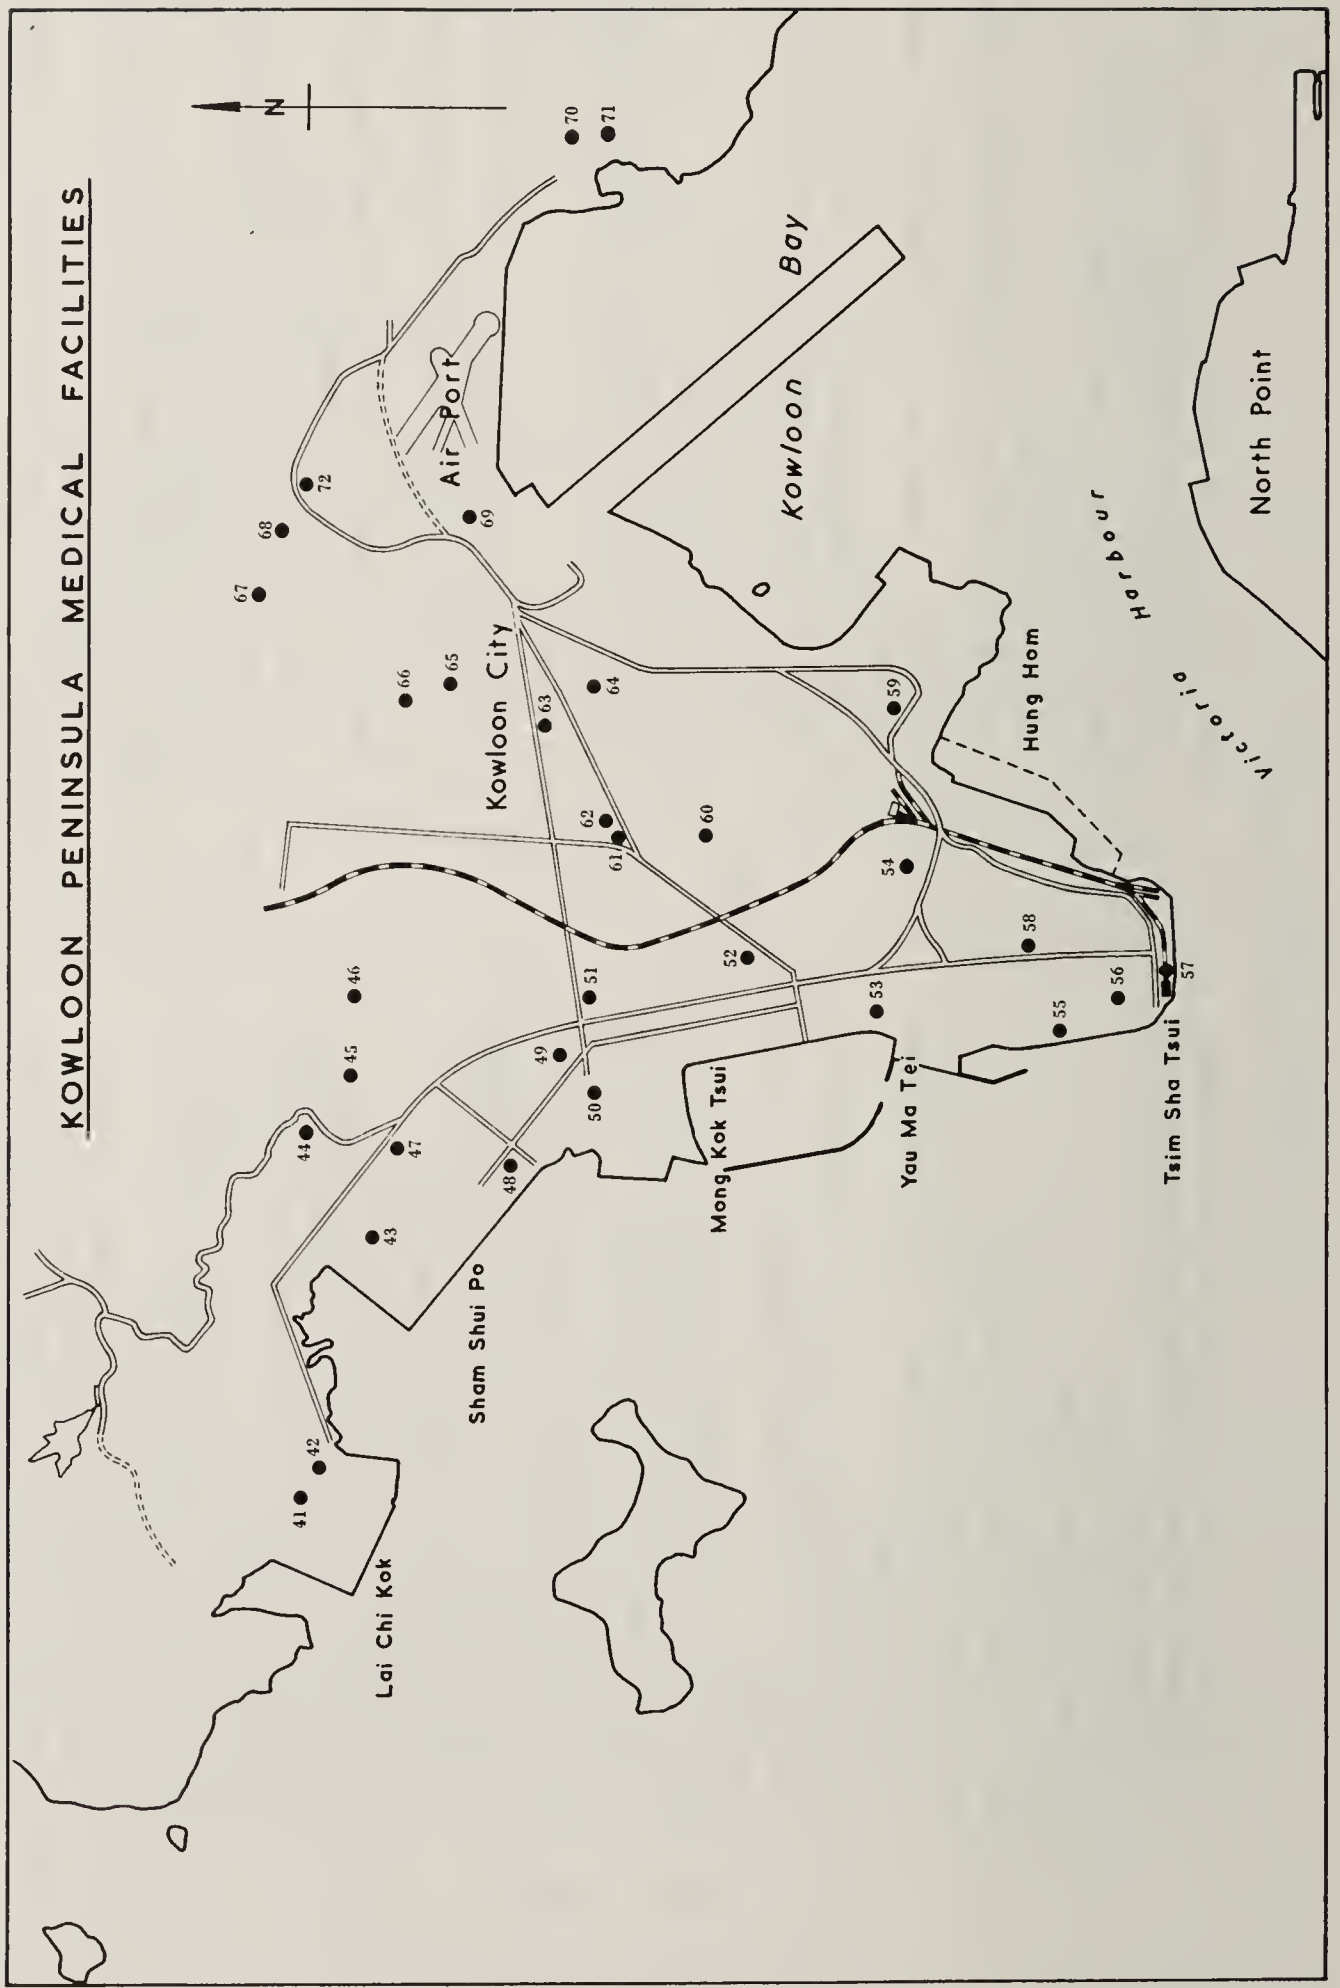 KOWLOON PENINSULA MEDICAL FACILITIES
N
67
68
72
44
45
46
66
65
41
42
43
47
Air Port
69
70
71
Lai Chi Kok
Sham Shui Po
48
49
50
51
Kowloon City
63
64
62
61
60
52
Mong Kok Tsui
53
54
59
Kowloon Bay
Yau Ma Tei
58
55
56
57
Hung Hom
Tsim Sha Tsui
Victoria Harbour
North Point